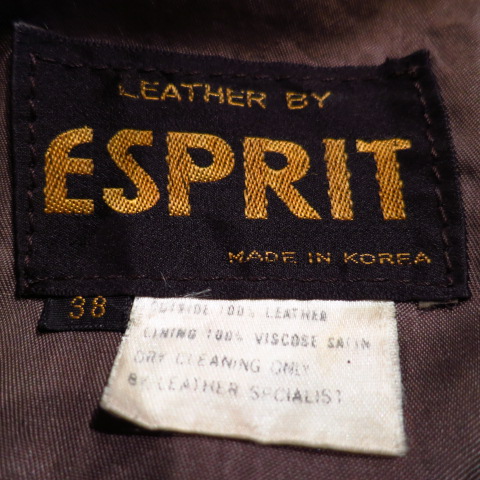 LEATHER BY
ESPRIT
MADE IN KOREA
38
OUTSIDE 100% LEATHER
LINING 100% VISCOSE SATIN
DRY CLEANING ONLY
BY LEATHER SPCIALIST